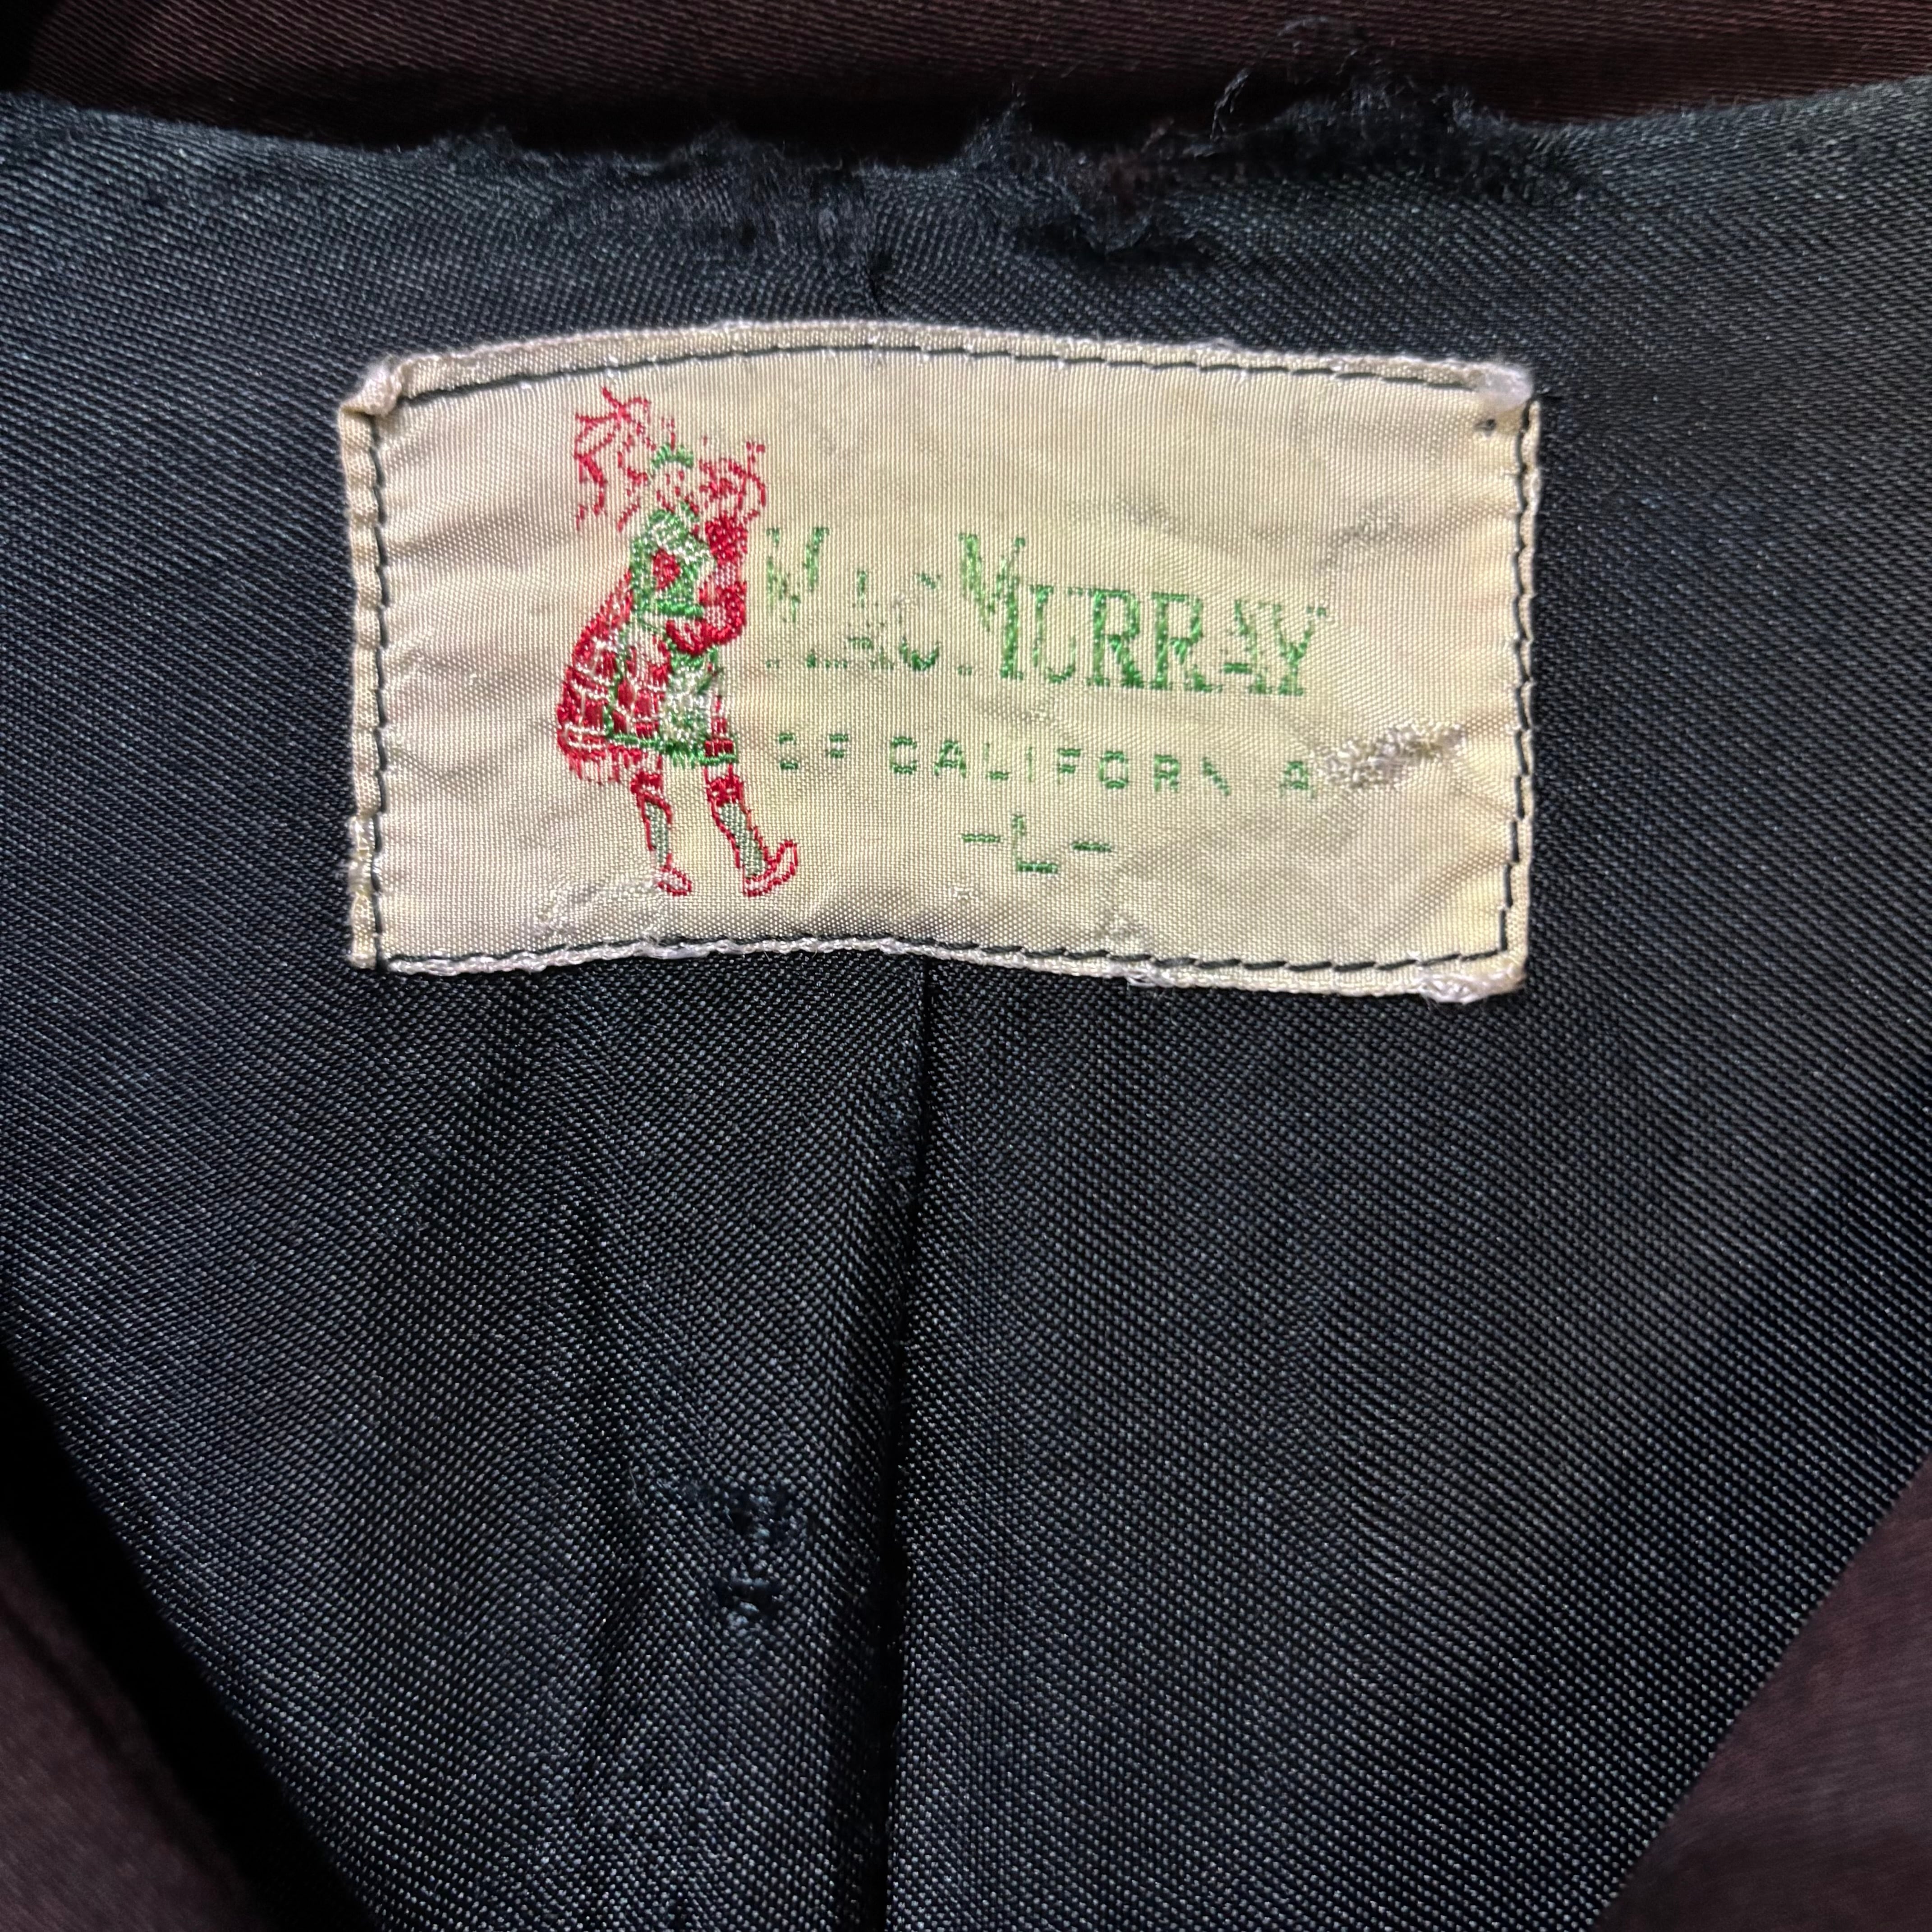 MacMurray
OF CALIFORNIA
-L-